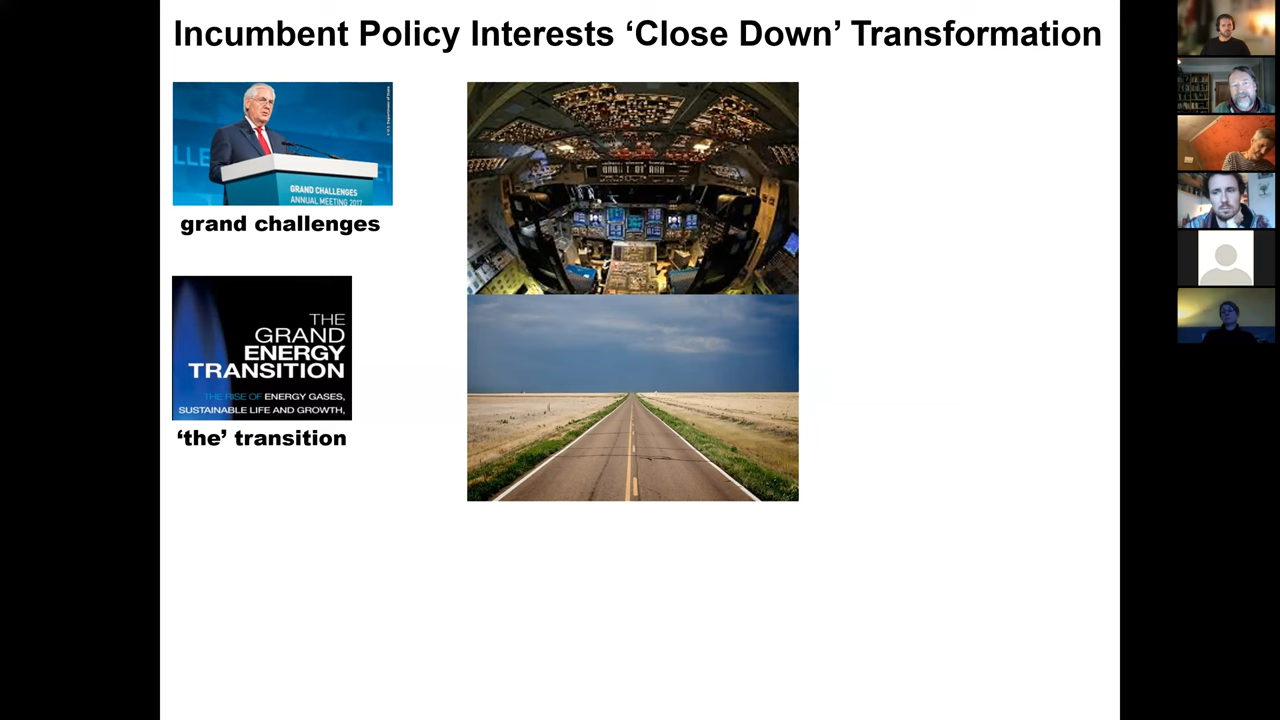 Incumbent Policy Interests ‘Close Down’ Transformation
GRAND CHALLENGES
ANNUAL MEETING 2017
grand challenges
THE
GRAND
ENERGY
TRANSITION
THE RISE OF ENERGY GASES,
SUSTAINABLE LIFE AND GROWTH,
‘the’ transition